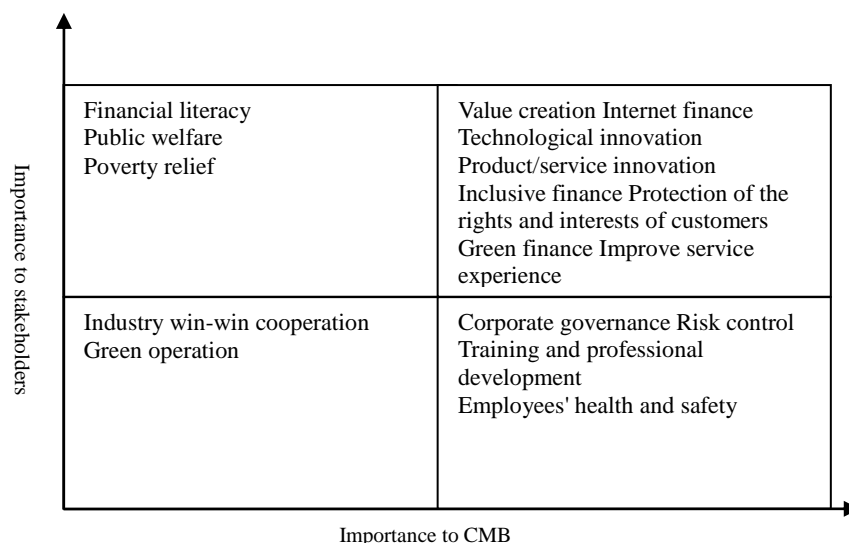 Financial literacy
Public welfare
Poverty relief
Value creation Internet finance
Technological innovation
Product/service innovation
Inclusive finance Protection of the
rights and interests of customers
Green finance Improve service
experience
Importance to stakeholders
Industry win-win cooperation
Green operation
Corporate governance Risk control
Training and professional
development
Employees' health and safety
Importance to CMB